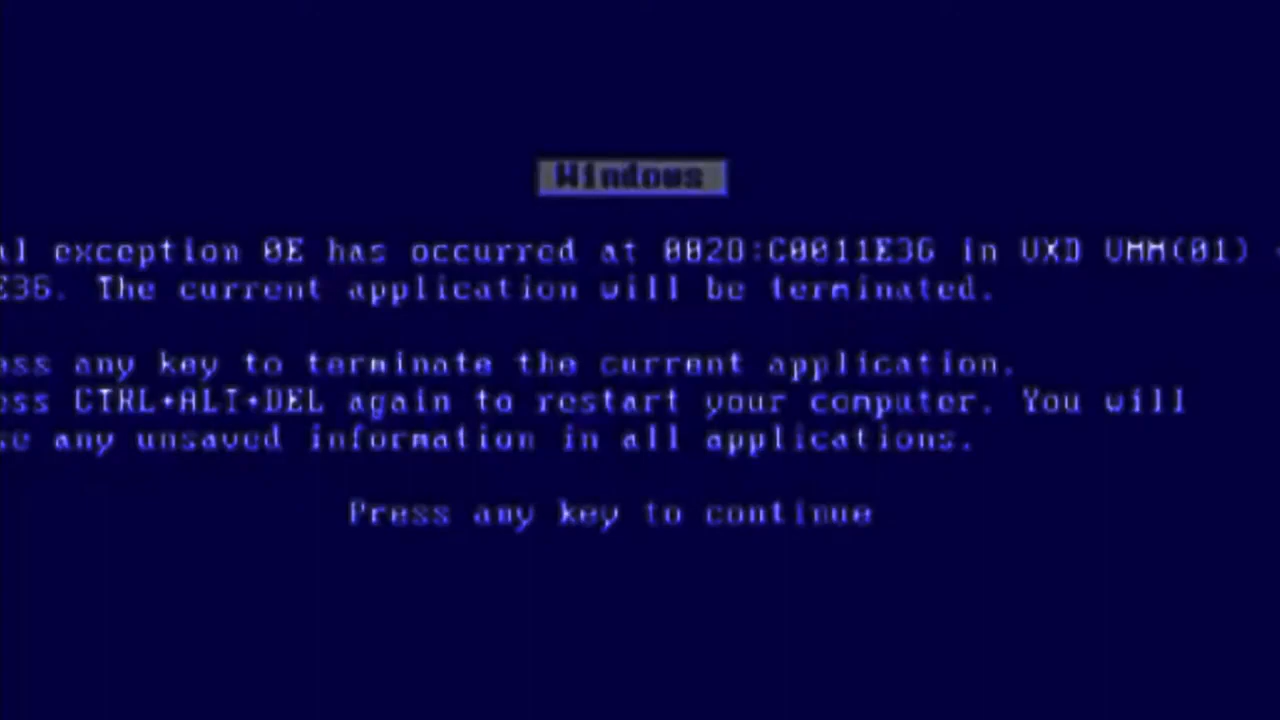 Windows
al exception 0E has occurred at 0028:C0011E36 in VXD VMM(01)
E36. The current application will be terminated.
ess any key to terminate the current application.
ess CTRL+ALT+DEL again to restart your computer. You will
se any unsaved information in all applications.
Press any key to continue